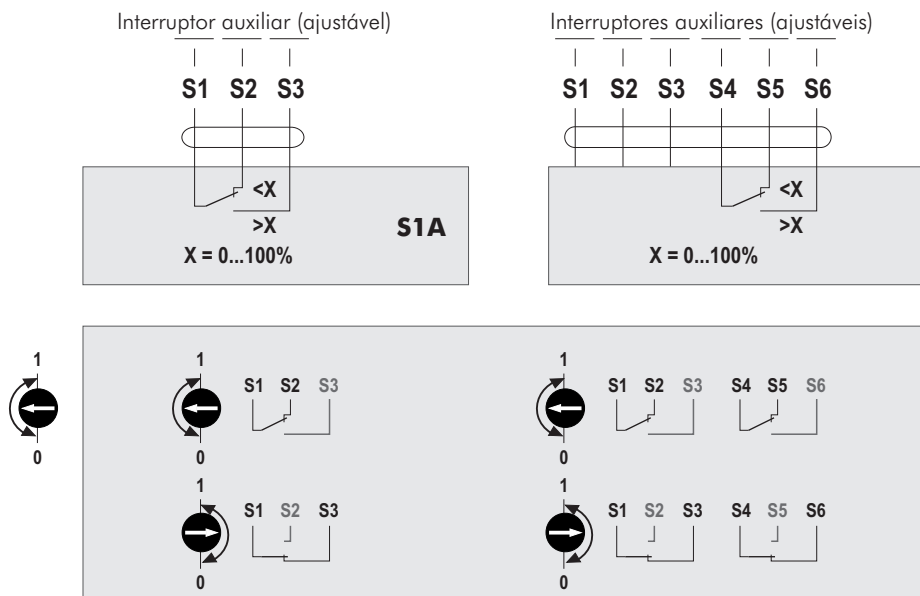 Interruptor auxiliar (ajustável)
Interruptores auxiliares (ajustáveis)
S1 S2 S3
S1 S2 S3 S4 S5 S6
<X
>X
S1A
X = 0...100%
<X
>X
X = 0...100%
1
0
1
S1 S2 S3
0
1
S1 S2 S3 S4 S5 S6
0
1
S1 S2 S3
0
1
S1 S2 S3 S4 S5 S6
0